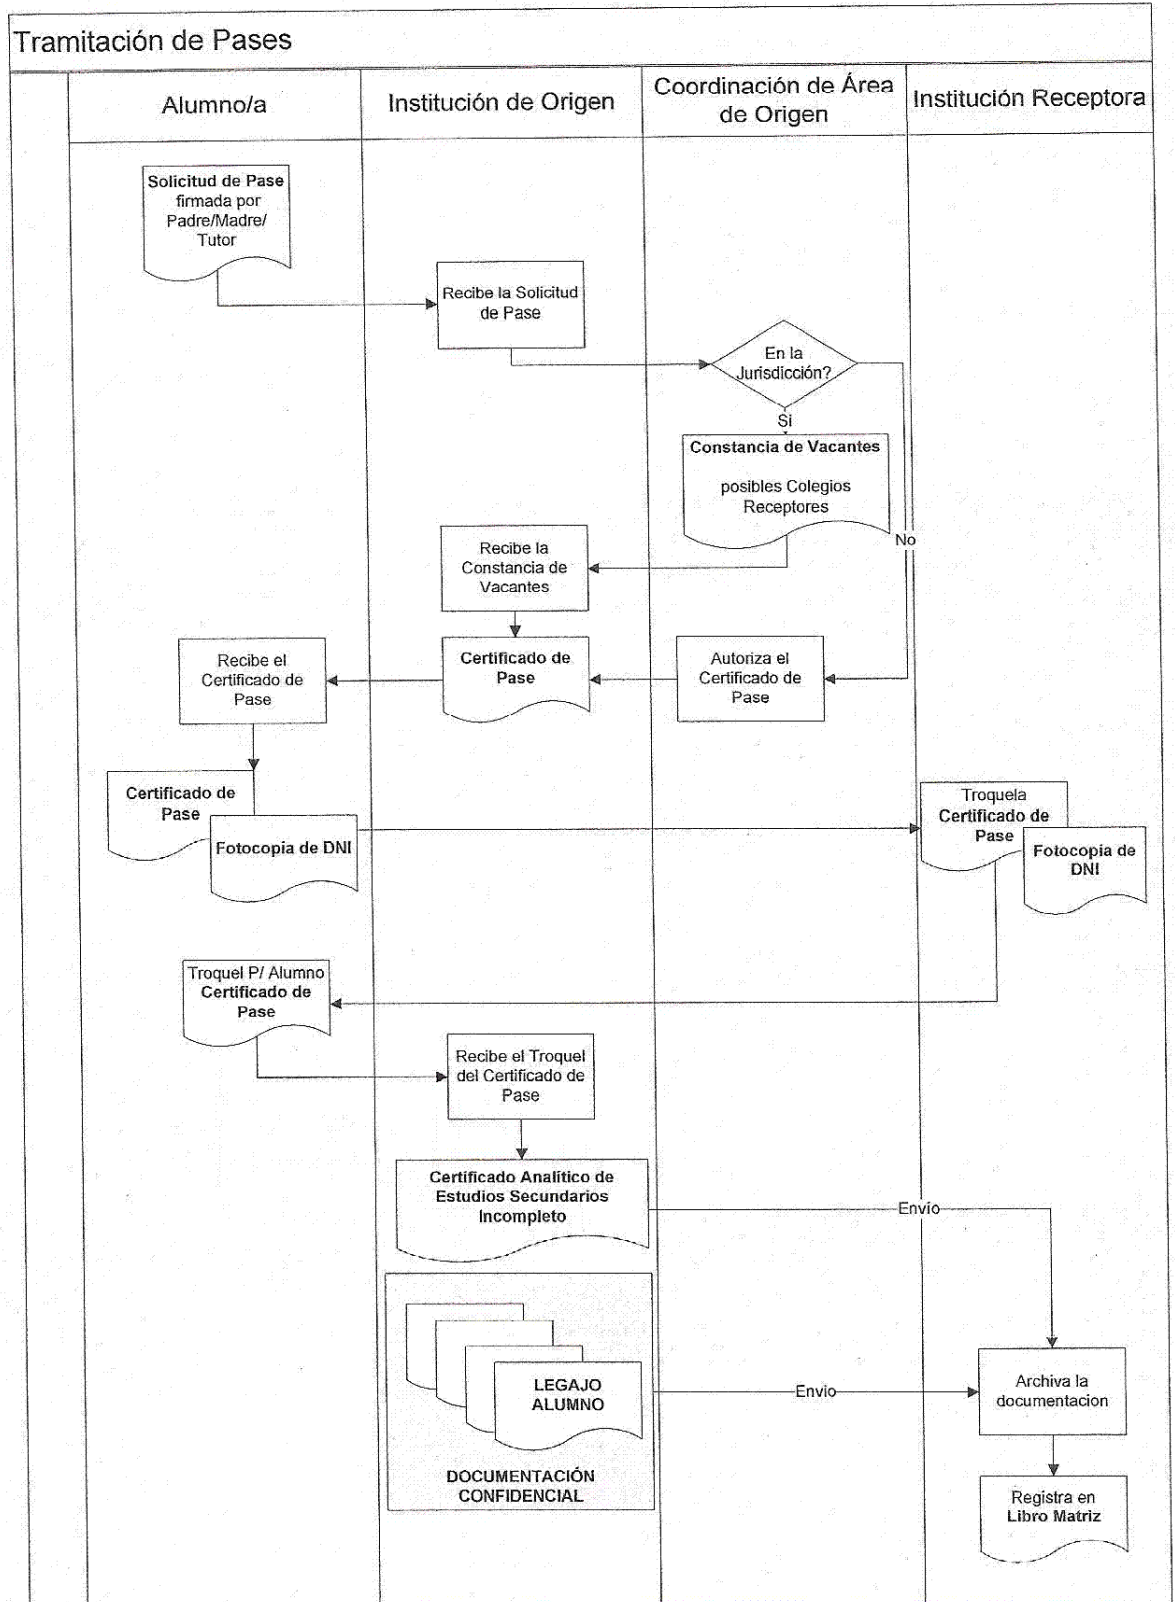 Tramitación de Pases
Alumno/a
Institución de Origen
Coordinación de Área
de Origen
Institución Receptora
Solicitud de Pase
firmada por
Padre/Madre/
Tutor
Recibe la Solicitud
de Pase
En la
Jurisdicción?
Si
Constancia de Vacantes
posibles Colegios
Receptores
No
Recibe la
Constancia de
Vacantes
Recibe el
Certificado de
Pase
Certificado de
Pase
Autoriza el
Certificado de
Pase
Certificado de
Pase
Fotocopia de DNI
Troquela
Certificado de
Pase
Fotocopia de
DNI
Troquel P/ Alumno
Certificado de
Pase
Recibe el Troquel
del Certificado de
Pase
Certificado Analítico de
Estudios Secundarios
Incompleto
Envío
LEGAJO
ALUMNO
DOCUMENTACIÓN
CONFIDENCIAL
Envio
Archiva la
documentacion
Registra en
Libro Matriz